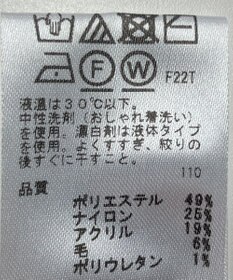 F W F22T
液温は30℃以下。
中性洗剤(おしゃれ着洗い)
を使用。漂白剤は液体タイプ
を使用。よくすすぎ、絞りの
後すぐに干すこと。
110
品質
ポリエステル 49%
ナイロン 25%
アクリル 19%
毛 6%
ポリウレタン 1%